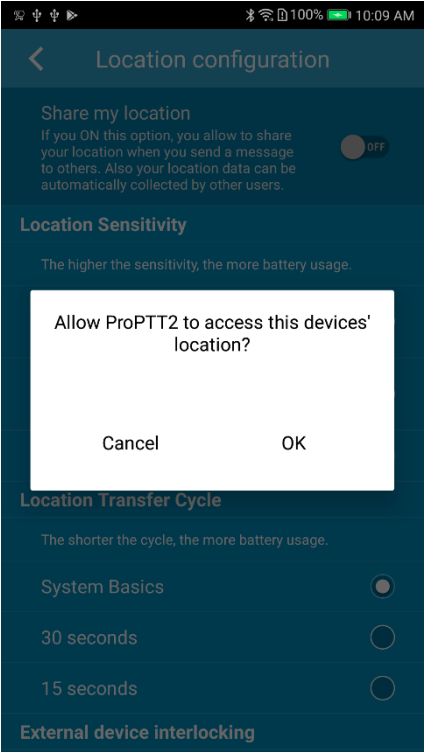 100% 10:09 AM
Location configuration
Share my location
If you ON this option, you allow to share
your location when you send a message
to others. Also your location data can be
automatically collected by other users.
OFF
Location Sensitivity
The higher the sensitivity, the more battery usage.
Allow ProPTT2 to access this devices'
location?
Cancel OK
Location Transfer Cycle
The shorter the cycle, the more battery usage.
System Basics
30 seconds
15 seconds
External device interlocking